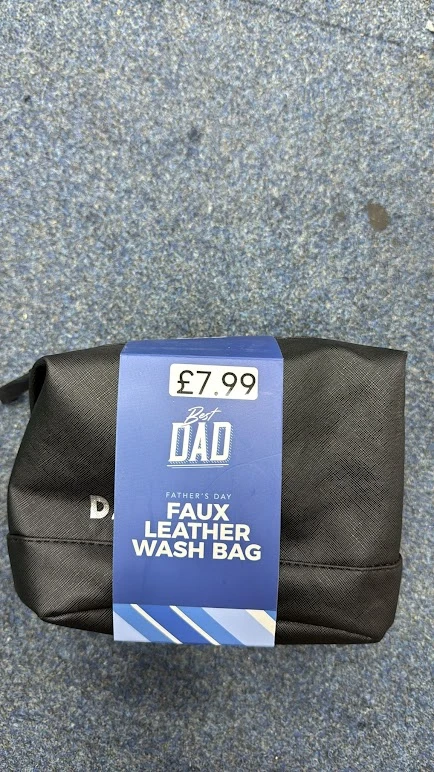 £7.99
Best
DAD
FATHER'S DAY
FAUX
LEATHER
WASH BAG